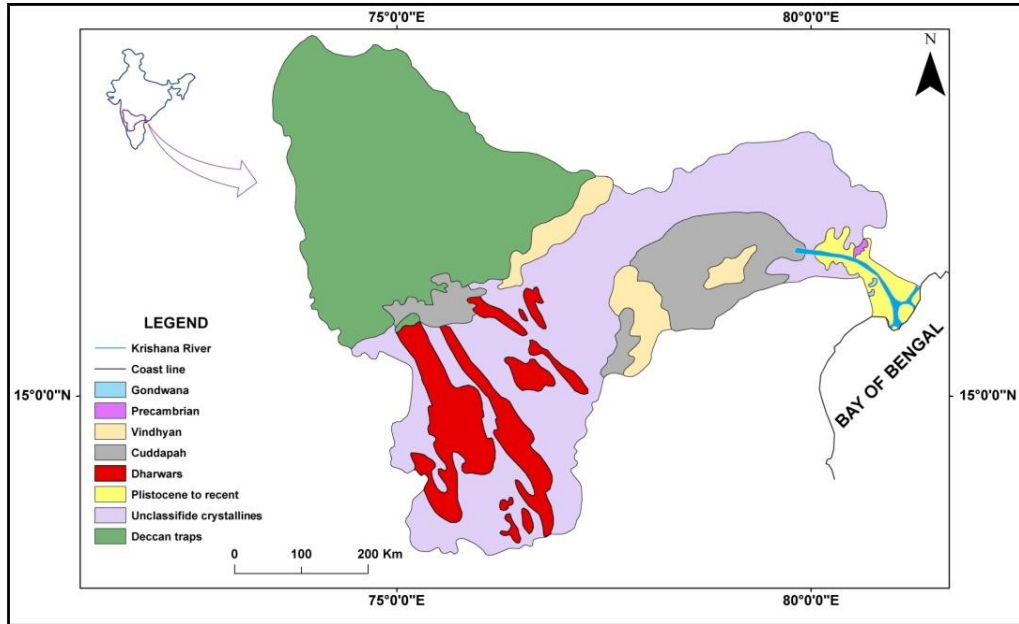 75°0'0"E
80°0'0"E
N
LEGEND
Krishana River
Coast line
Gondwana
Precambrian
Vindhyan
Cuddapah
Dharwars
Plistocene to recent
Unclassifide crystallines
Deccan traps
15°0'0"N
15°0'0"N
BAY OF BENGAL
0 100 200 Km
75°0'0"E
80°0'0"E